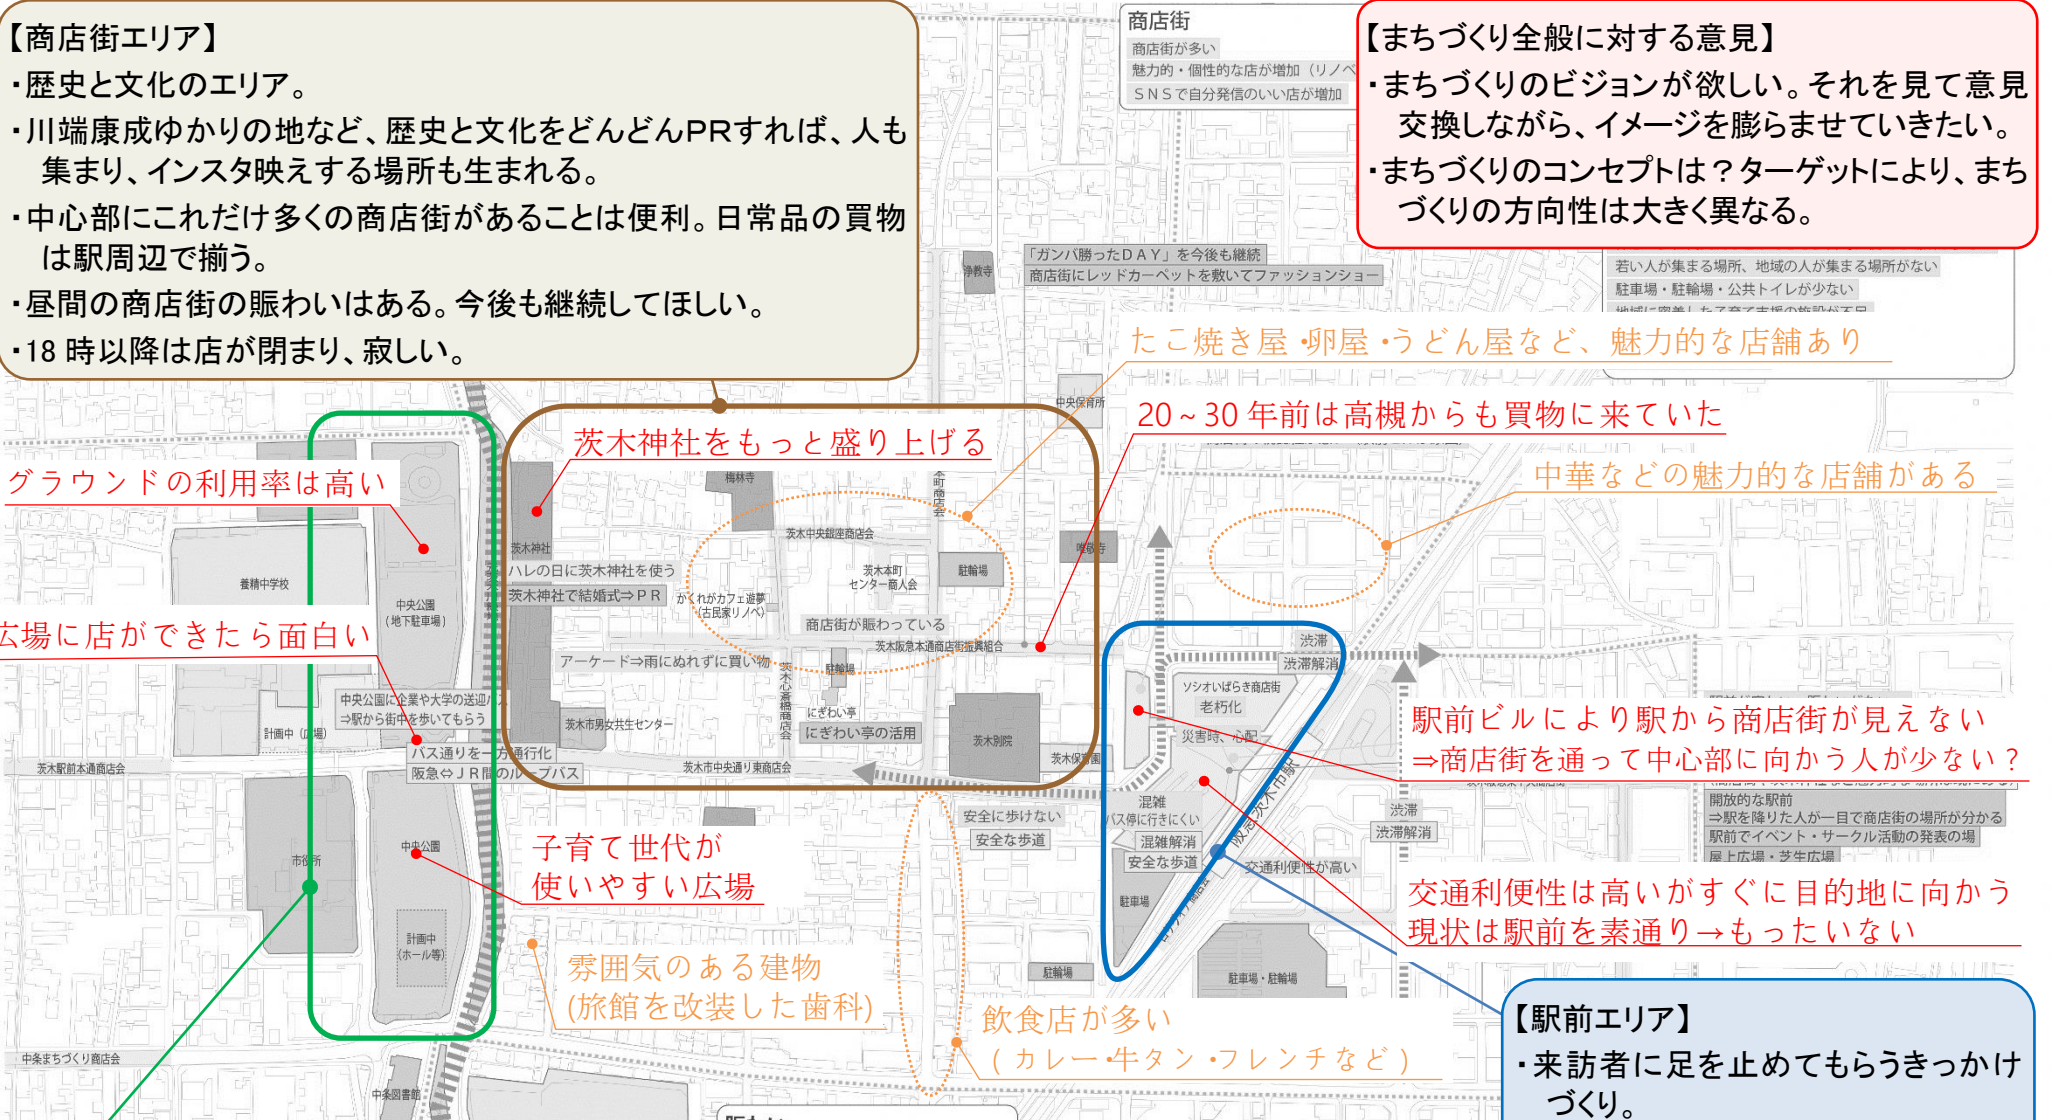 【商店街エリア】
・歴史と文化のエリア。
・川端康成ゆかりの地など、歴史と文化をどんどんPRすれば、人も
集まり、インスタ映えする場所も生まれる。
・中心部にこれだけ多くの商店街があることは便利。日常品の買物
は駅周辺で揃う。
・昼間の商店街の賑わいはある。今後も継続してほしい。
・18 時以降は店が閉まり、寂しい。
商店街
商店街が多い
魅力的・個性的な店が増加（リノベ
ＳＮＳで自分発信のいい店が増加
【まちづくり全般に対する意見】
・まちづくりのビジョンが欲しい。それを見て意見
交換しながら、イメージを膨らませていきたい。
・まちづくりのコンセプトは？ターゲットにより、まち
づくりの方向性は大きく異なる。
浄教寺
「ガンバ勝ったＤＡＹ」を今後も継続
商店街にレッドカーペットを敷いてファッションショー
若い人が集まる場所、地域の人が集まる場所がない
駐車場・駐輪場・公共トイレが少ない
たこ焼き屋・卵屋・うどん屋など、魅力的な店舗あり
中央保育所
20～30 年前は高槻からも買物に来ていた
茨木神社をもっと盛り上げる
グラウンドの利用率は高い
中華などの魅力的な店舗がある
梅林寺
本町商店会
茨木中央銀座商店会
茨木神社
唯敬寺
養精中学校
ハレの日に茨木神社を使う
茨木神社で結婚式⇒ＰＲ
かくれがカフェ遊夢
（古民家リノベ）
茨木本町
センター商人会
駐輪場
中央公園
（地下駐車場）
広場に店ができたら面白い
商店街が賑わっている
茨木阪急本通商店街振興組合
渋滞
渋滞解消
アーケード⇒雨にぬれずに買い物
駐輪場
茨木心斎橋商店会
中央公園に企業や大学の送迎バス
⇒駅から街中を歩いてもらう
計画中（広場）
バス通りを一方通行化
阪急⇔ＪＲ間のループバス
茨木市男女共生センター
にぎわい亭
にぎわい亭の活用
茨木別院
茨木保育園
ソシオいばらき商店街
老朽化
災害時、心配
駅前ビルにより駅から商店街が見えない
⇒商店街を通って中心部に向かう人が少ない？
茨木駅前本通商店会
茨木市中央通り東商店会
阪急茨木市駅
開放的な駅前
⇒駅を降りた人が一目で商店街の場所が分かる
駅前でイベント・サークル活動の発表の場
屋上広場・芝生広場
安全に歩けない
安全な歩道
混雑
バス停に行きにくい
混雑解消
安全な歩道
渋滞
渋滞解消
交通利便性が高い
市役所
中央公園
子育て世代が
使いやすい広場
駐車場
交通利便性は高いがすぐに目的地に向かう
現状は駅前を素通り→もったいない
計画中
（ホール等）
雰囲気のある建物
(旅館を改装した歯科)
駐輪場
駐車場・駐輪場
飲食店が多い
( カレー・牛タン・フレンチなど )
【駅前エリア】
・来訪者に足を止めてもらうきっかけ
づくり。
中条まちづくり商店会
中条図書館